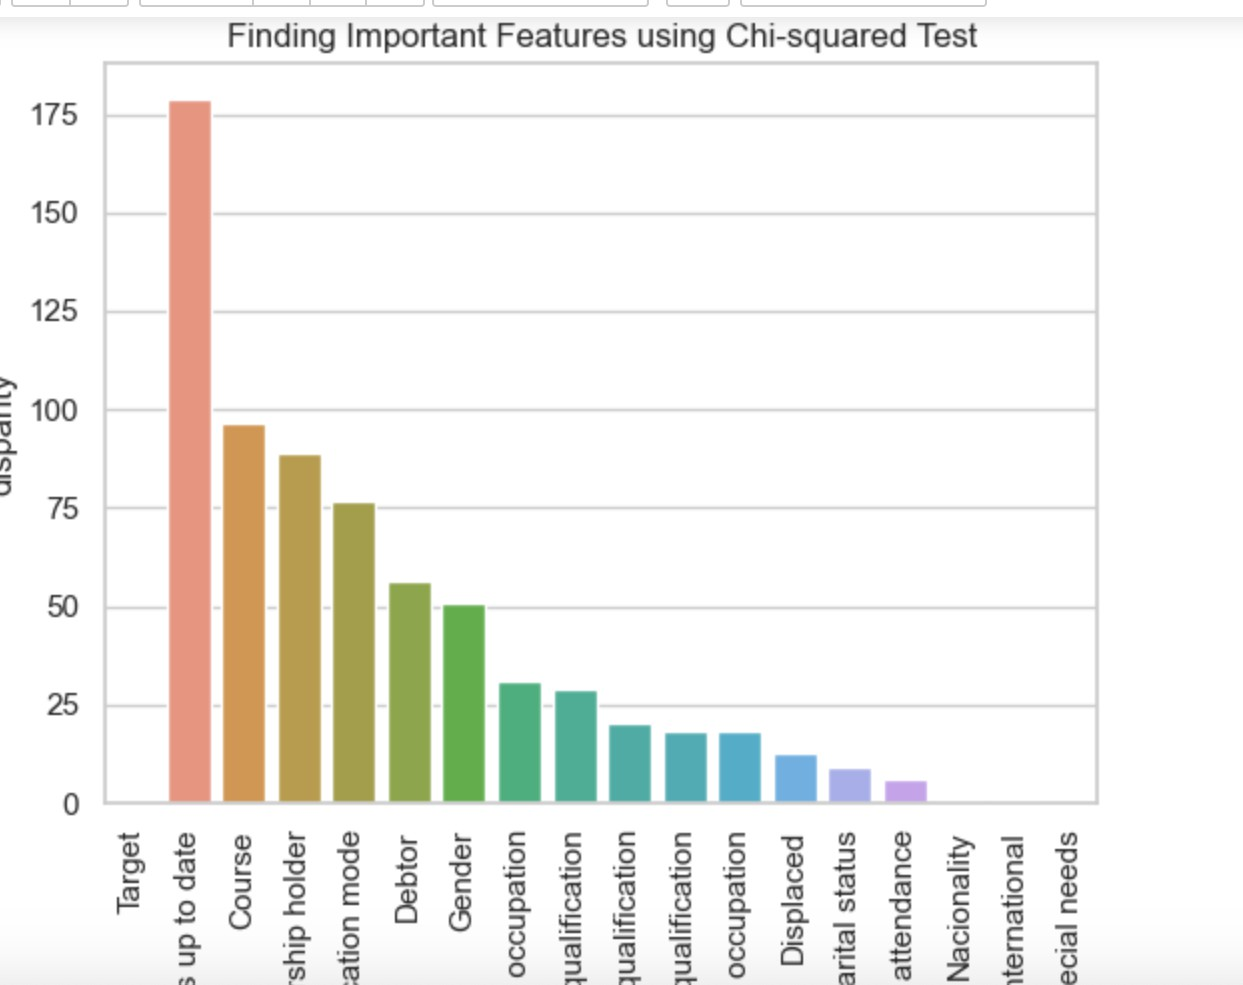 Finding Important Features using Chi-squared Test
175
150
125
100
75
50
25
0
disparity
Target
s up to date
Course
rship holder
cation mode
Debtor
Gender
occupation
qualification
qualification
qualification
occupation
Displaced
arital status
attendance
Nacionality
nternational
ecial needs